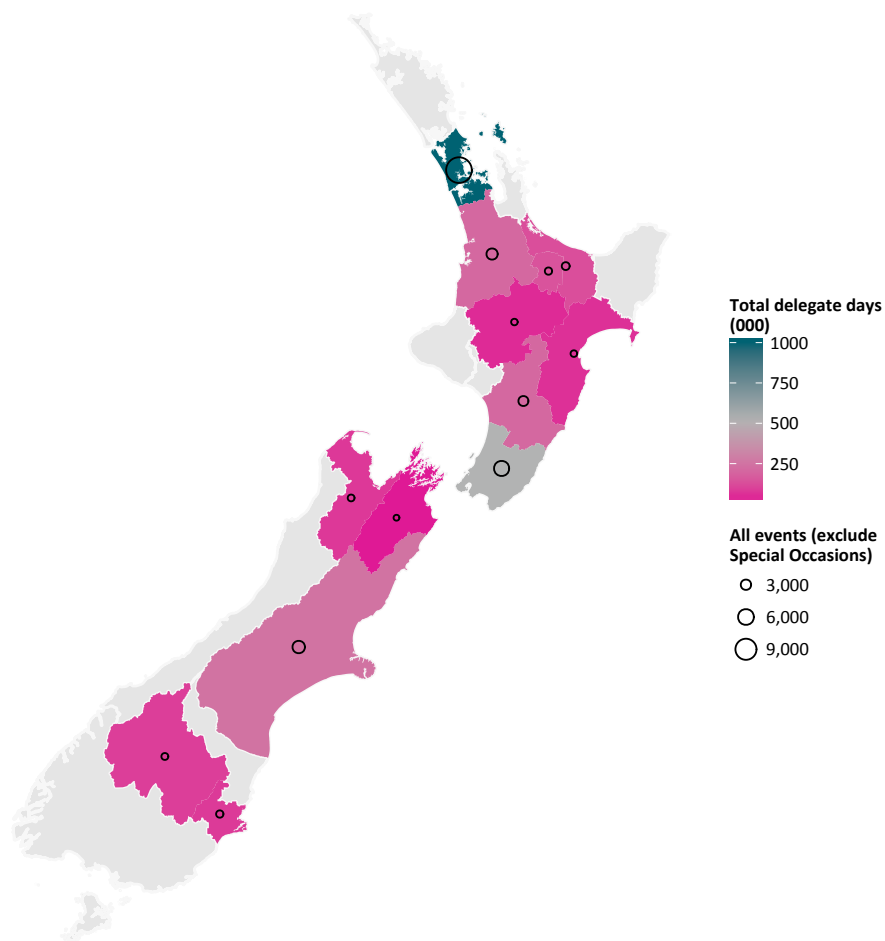 Total delegate days
(000)
1000
750
500
250
All events (exclude
Special Occasions)
3,000
6,000
9,000